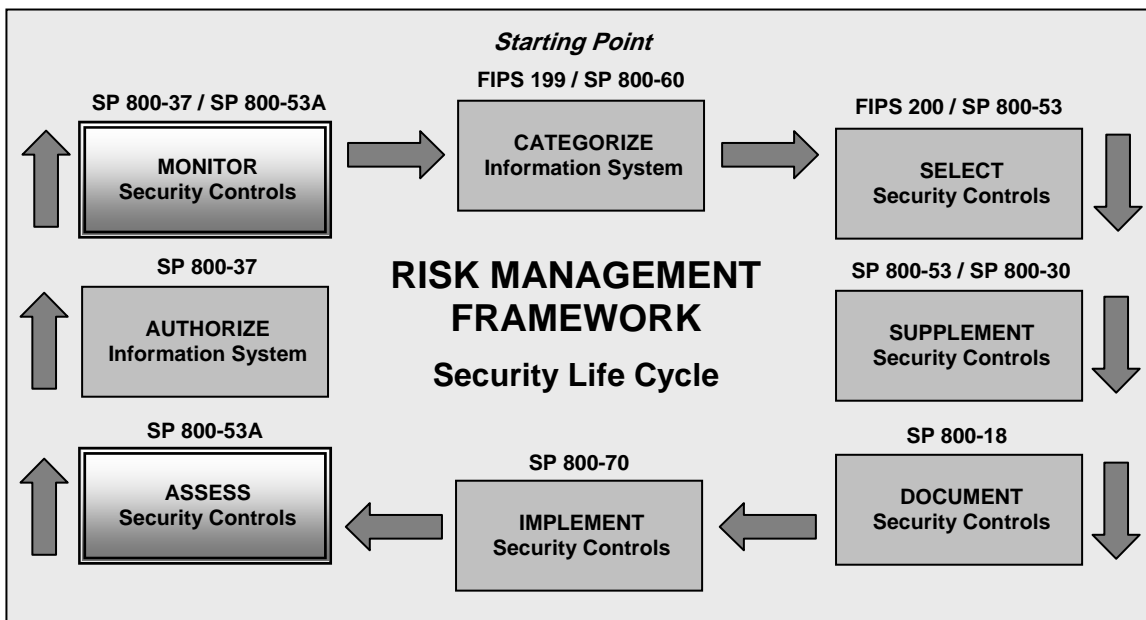 Starting Point
FIPS 199 / SP 800-60
CATEGORIZE
Information System
FIPS 200 / SP 800-53
SELECT
Security Controls
SP 800-53 / SP 800-30
SUPPLEMENT
Security Controls
SP 800-18
DOCUMENT
Security Controls
SP 800-70
IMPLEMENT
Security Controls
SP 800-53A
ASSESS
Security Controls
SP 800-37
AUTHORIZE
Information System
SP 800-37 / SP 800-53A
MONITOR
Security Controls
RISK MANAGEMENT
FRAMEWORK
Security Life Cycle